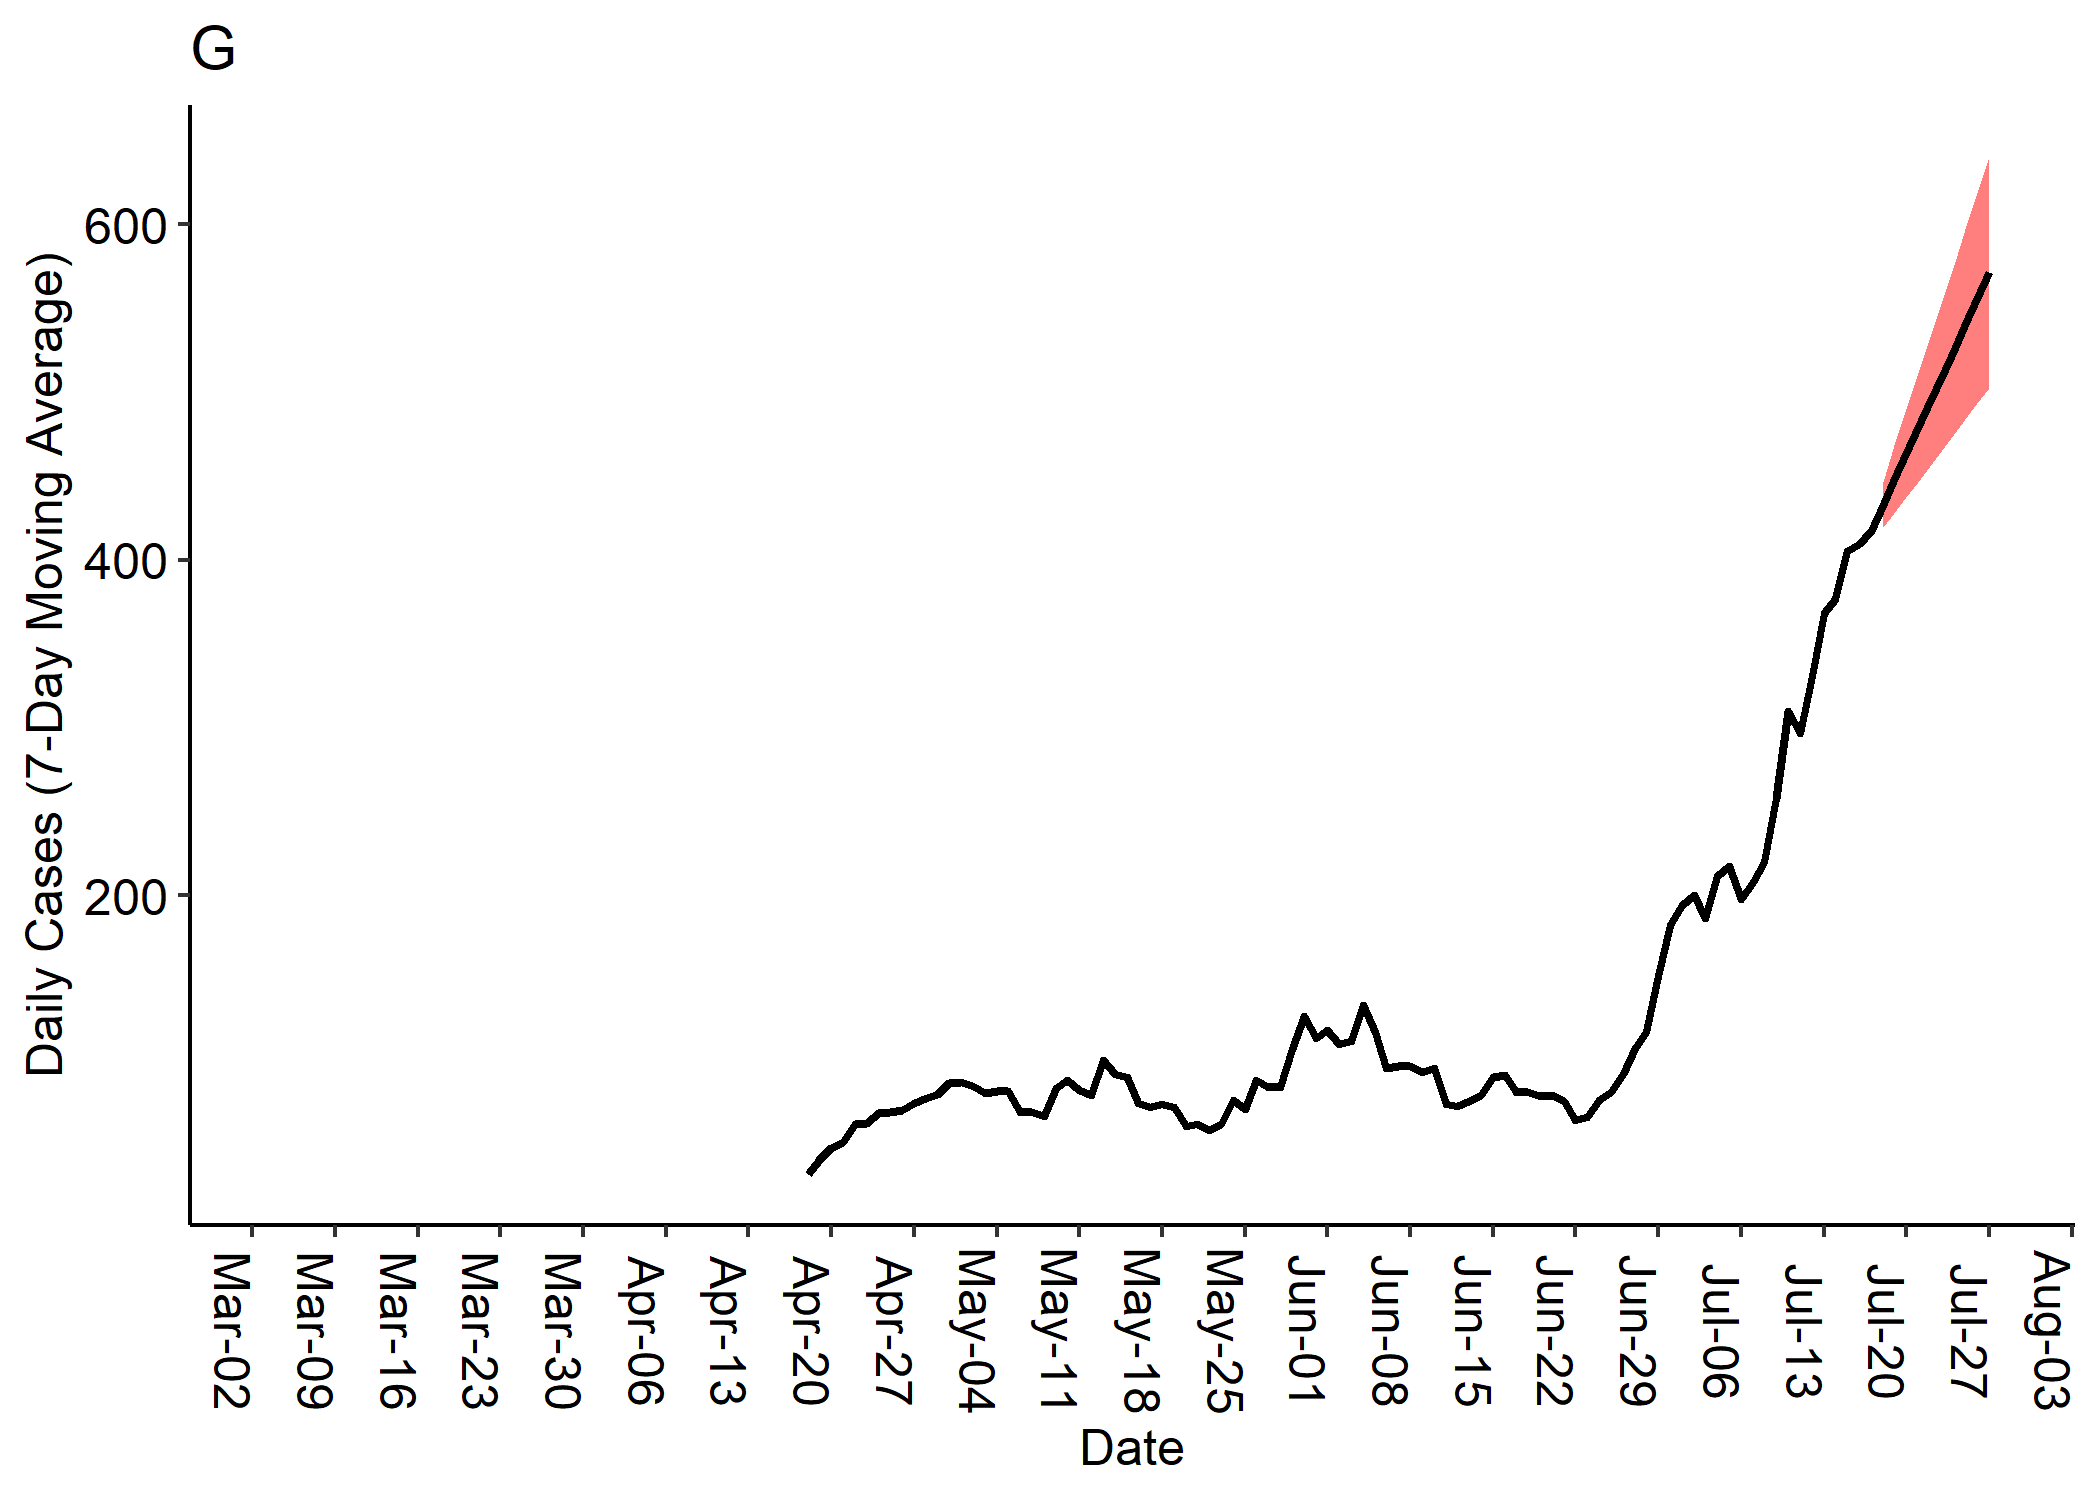 G
Daily Cases (7-Day Moving Average)
600
400
200
Mar-02
Mar-09
Mar-16
Mar-23
Mar-30
Apr-06
Apr-13
Apr-20
Apr-27
May-04
May-11
May-18
May-25
Jun-01
Jun-08
Jun-15
Jun-22
Jun-29
Jul-06
Jul-13
Jul-20
Jul-27
Aug-03
Date